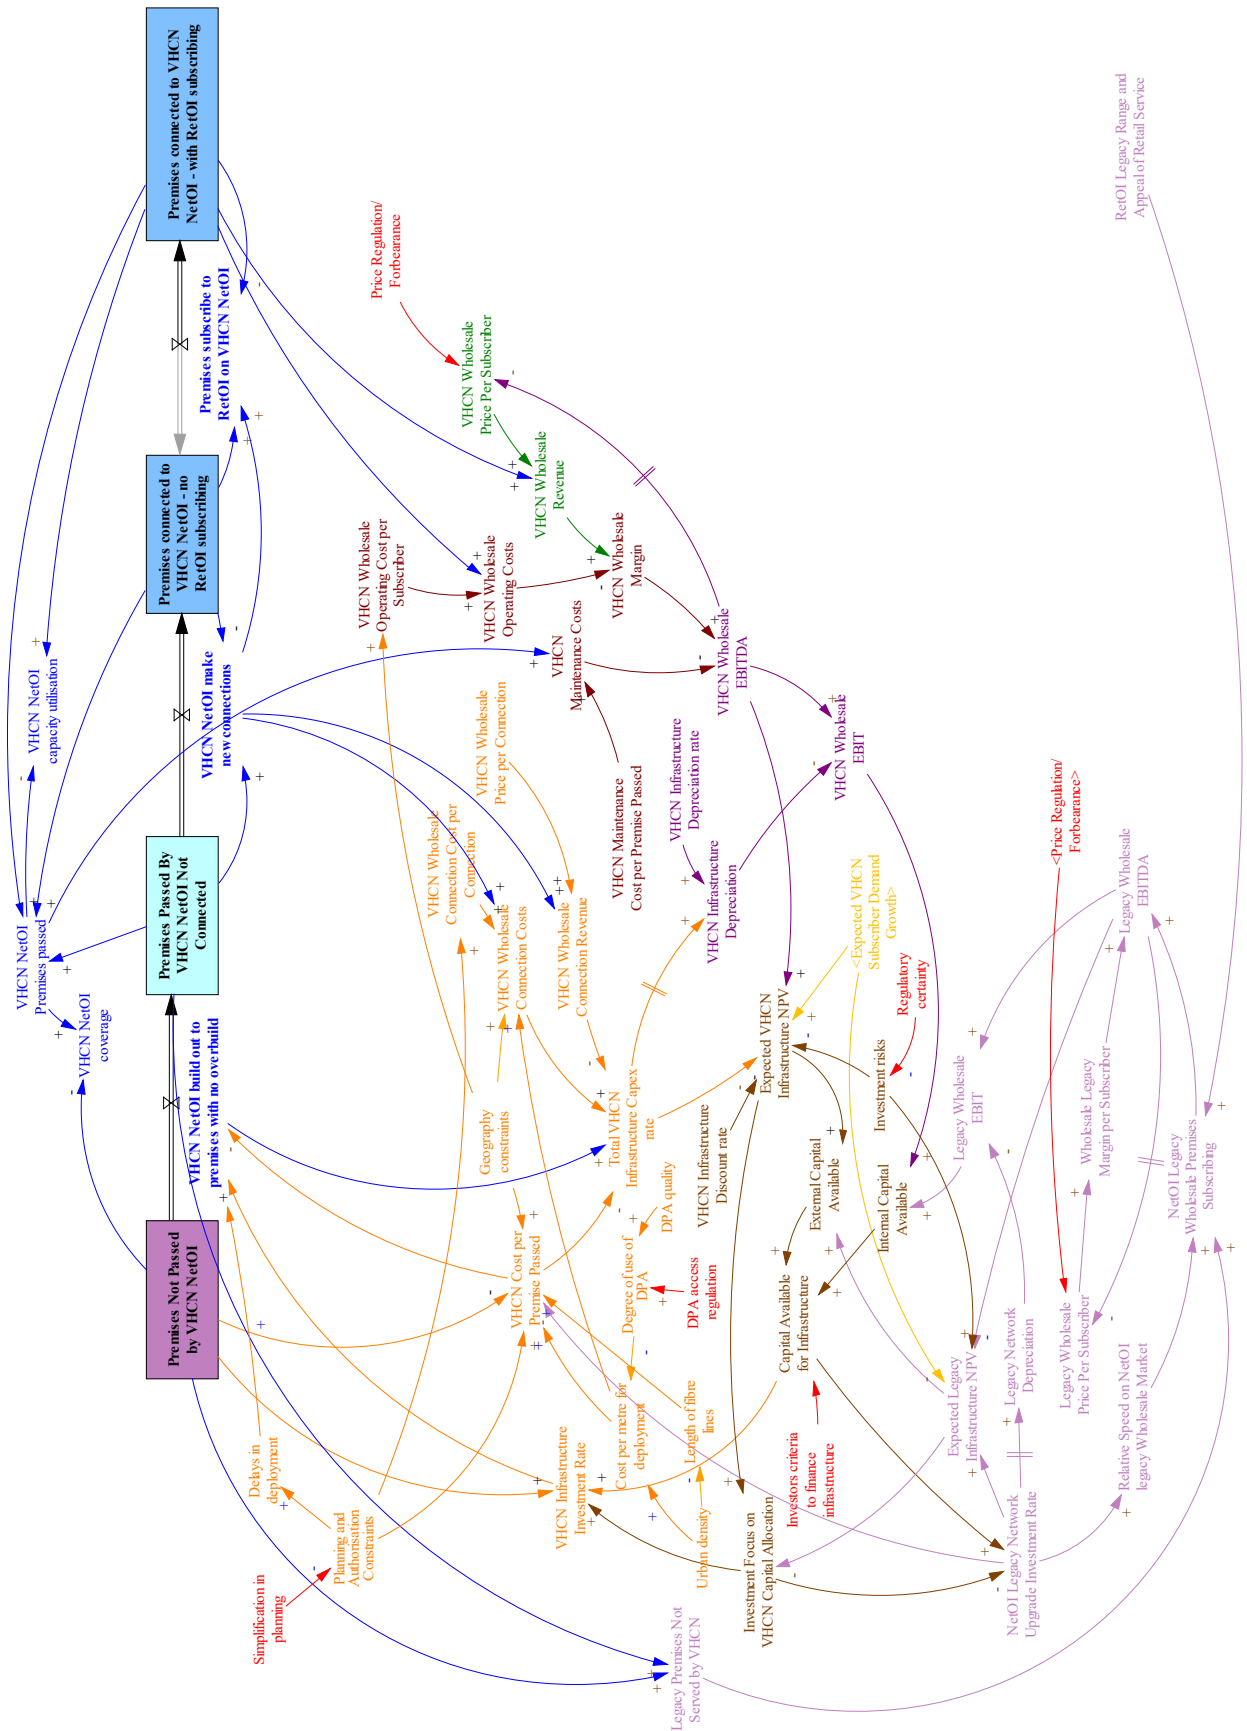 Premises Not Passed
by VHCN NetOI
Premises Passed By
VHCN NetOI Not
Connected
Premises connected to
VHCN NetOI - no
RetOI subscribing
Premises connected to VHCN
NetOI - with RetOI subscribing
VHCN NetOI
Premises passed
VHCN NetOI
capacity utilisation
VHCN NetOI
coverage
VHCN NetOI build out to
premises with no overbuild
VHCN NetOI make
new connections
Premises subscribe to
RetOI on VHCN NetOI
Simplification in
planning
Delays in
deployment
Planning and
Authorisation
Constraints
VHCN Wholesale
Operating Cost per
Subscriber
Price Regulation/
Forbearance
VHCN Wholesale
Connection Cost per
Connection
VHCN Wholesale
Price per Connection
VHCN Wholesale
Price Per Subscriber
Geography
constraints
VHCN Wholesale
Connection Costs
VHCN Wholesale
Operating Costs
VHCN Cost per
Premise Passed
VHCN Wholesale
Revenue
VHCN Infrastructure
Investment Rate
VHCN Wholesale
Connection Revenue
VHCN
Maintenance Costs
Total VHCN
Infrastructure Capex
rate
VHCN Wholesale
Margin
Cost per metre for
deployment
Degree of use of
DPA
DPA quality
VHCN Maintenance
Cost per Premise Passed
Legacy Premises Not
Served by VHCN
Length of fibre
lines
Urban density
DPA access
regulation
VHCN Infrastructure
Depreciation rate
VHCN Infrastructure
Discount rate
VHCN Infrastructure
Depreciation
VHCN Wholesale
EBITDA
Investment Focus on
VHCN Capital Allocation
Expected VHCN
Infrastructure NPV
Capital Available
for Infrastructure
External Capital
Available
Investors criteria
to finance
infrastructure
VHCN Wholesale
EBIT
<Expected VHCN
Subscriber Demand
Growth>
Investment risks
Internal Capital
Available
Regulatory
certainty
Expected Legacy
Infrastructure NPV
Legacy Wholesale
EBIT
NetOI Legacy Network
Upgrade Investment Rate
Legacy Network
Depreciation
<Price Regulation/
Forbearance>
Legacy Wholesale
Price Per Subscriber
Wholesale Legacy
Margin per Subscriber
Legacy Wholesale
EBITDA
Relative Speed on NetOI
legacy Wholesale Market
NetOI Legacy
Wholesale Premises
Subscribing
RetOI Legacy Range and
Appeal of Retail Service